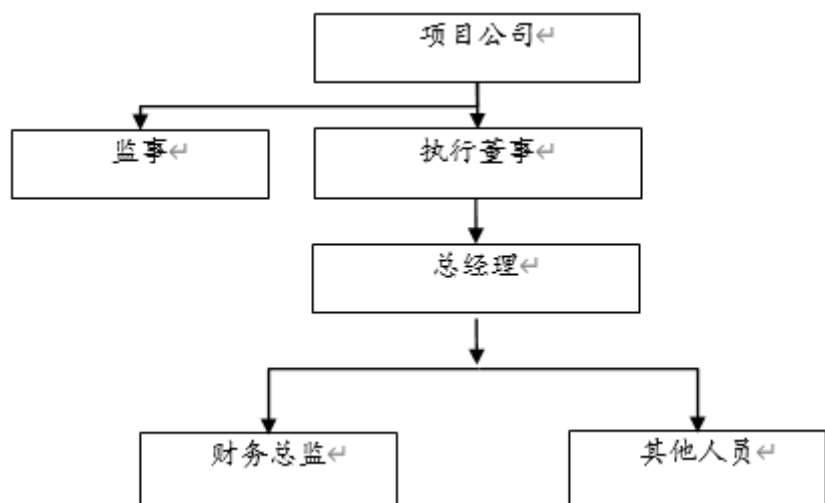 项目公司
监事
执行董事
总经理
财务总监
其他人员